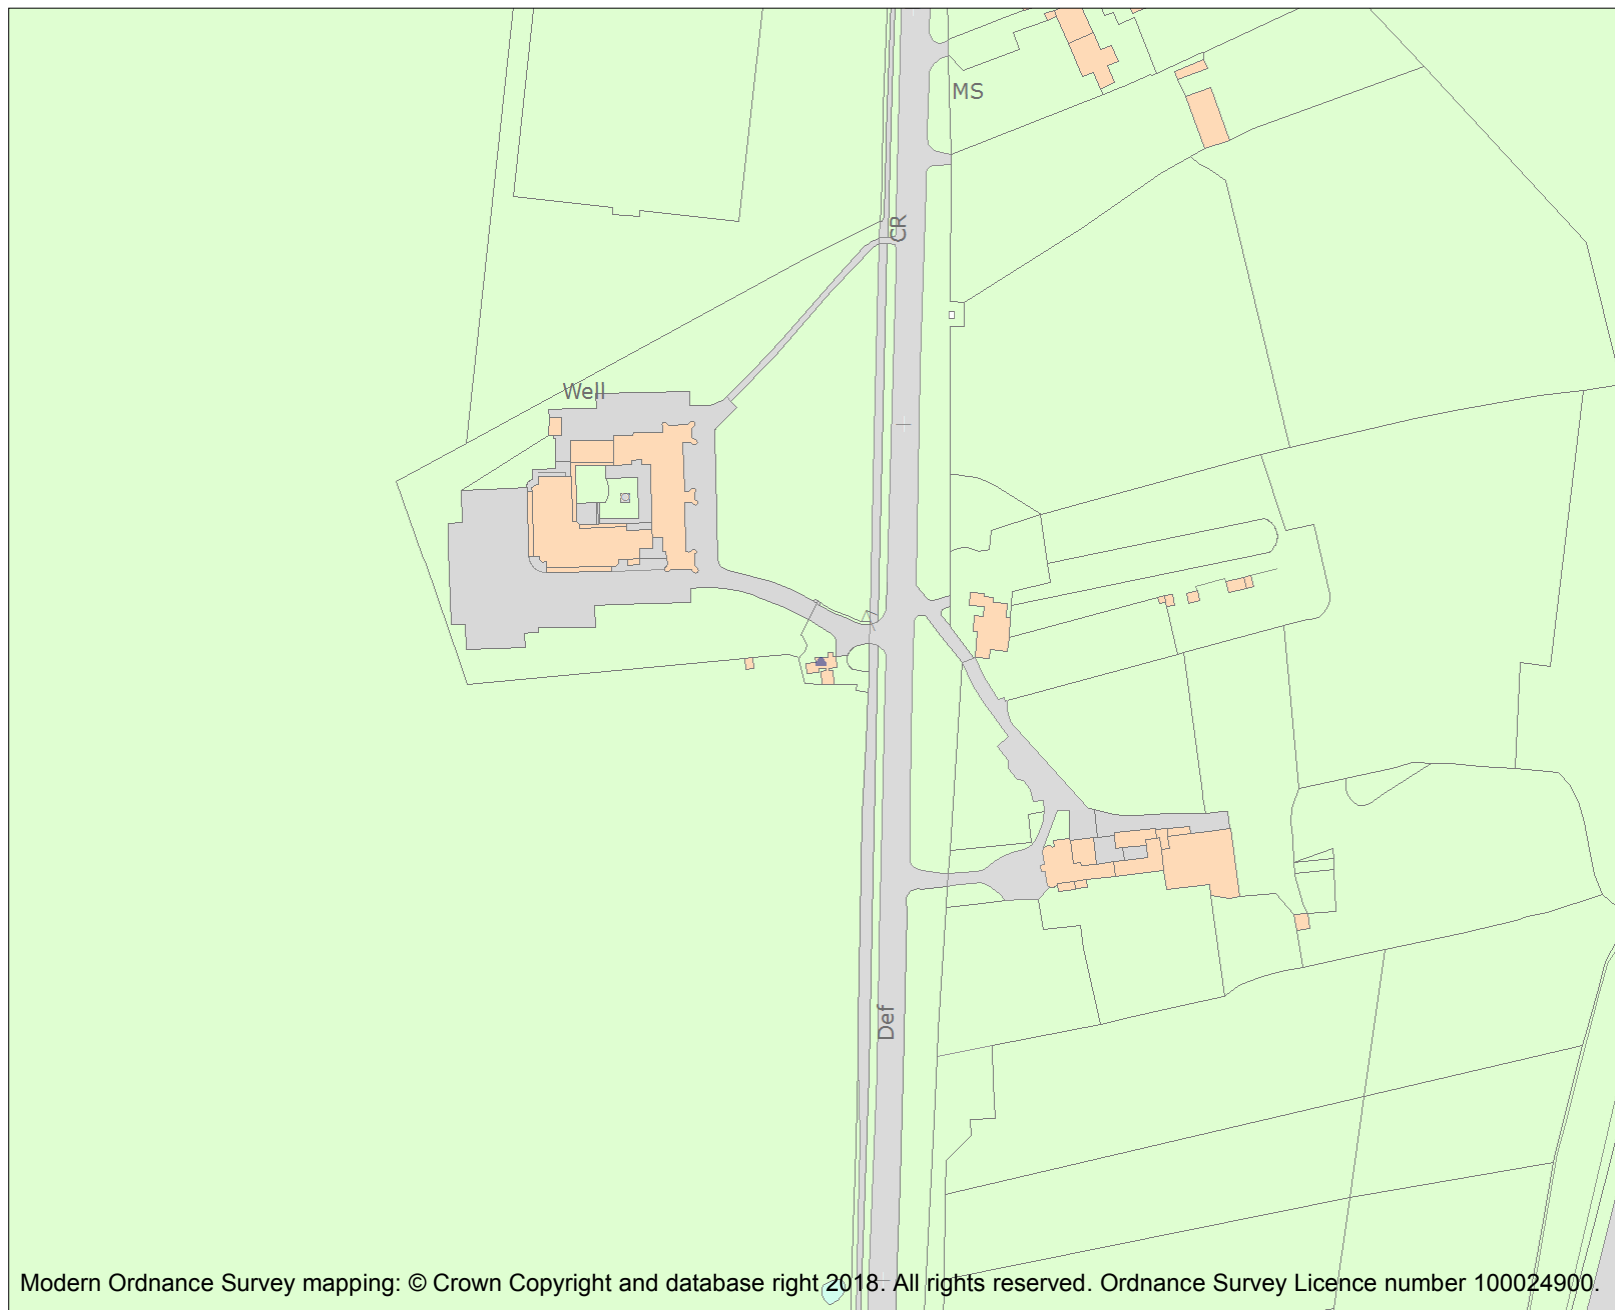 MS
CR
Well
Def
Modern Ordnance Survey mapping: © Crown Copyright and database right 2018. All rights reserved. Ordnance Survey Licence number 100024900.